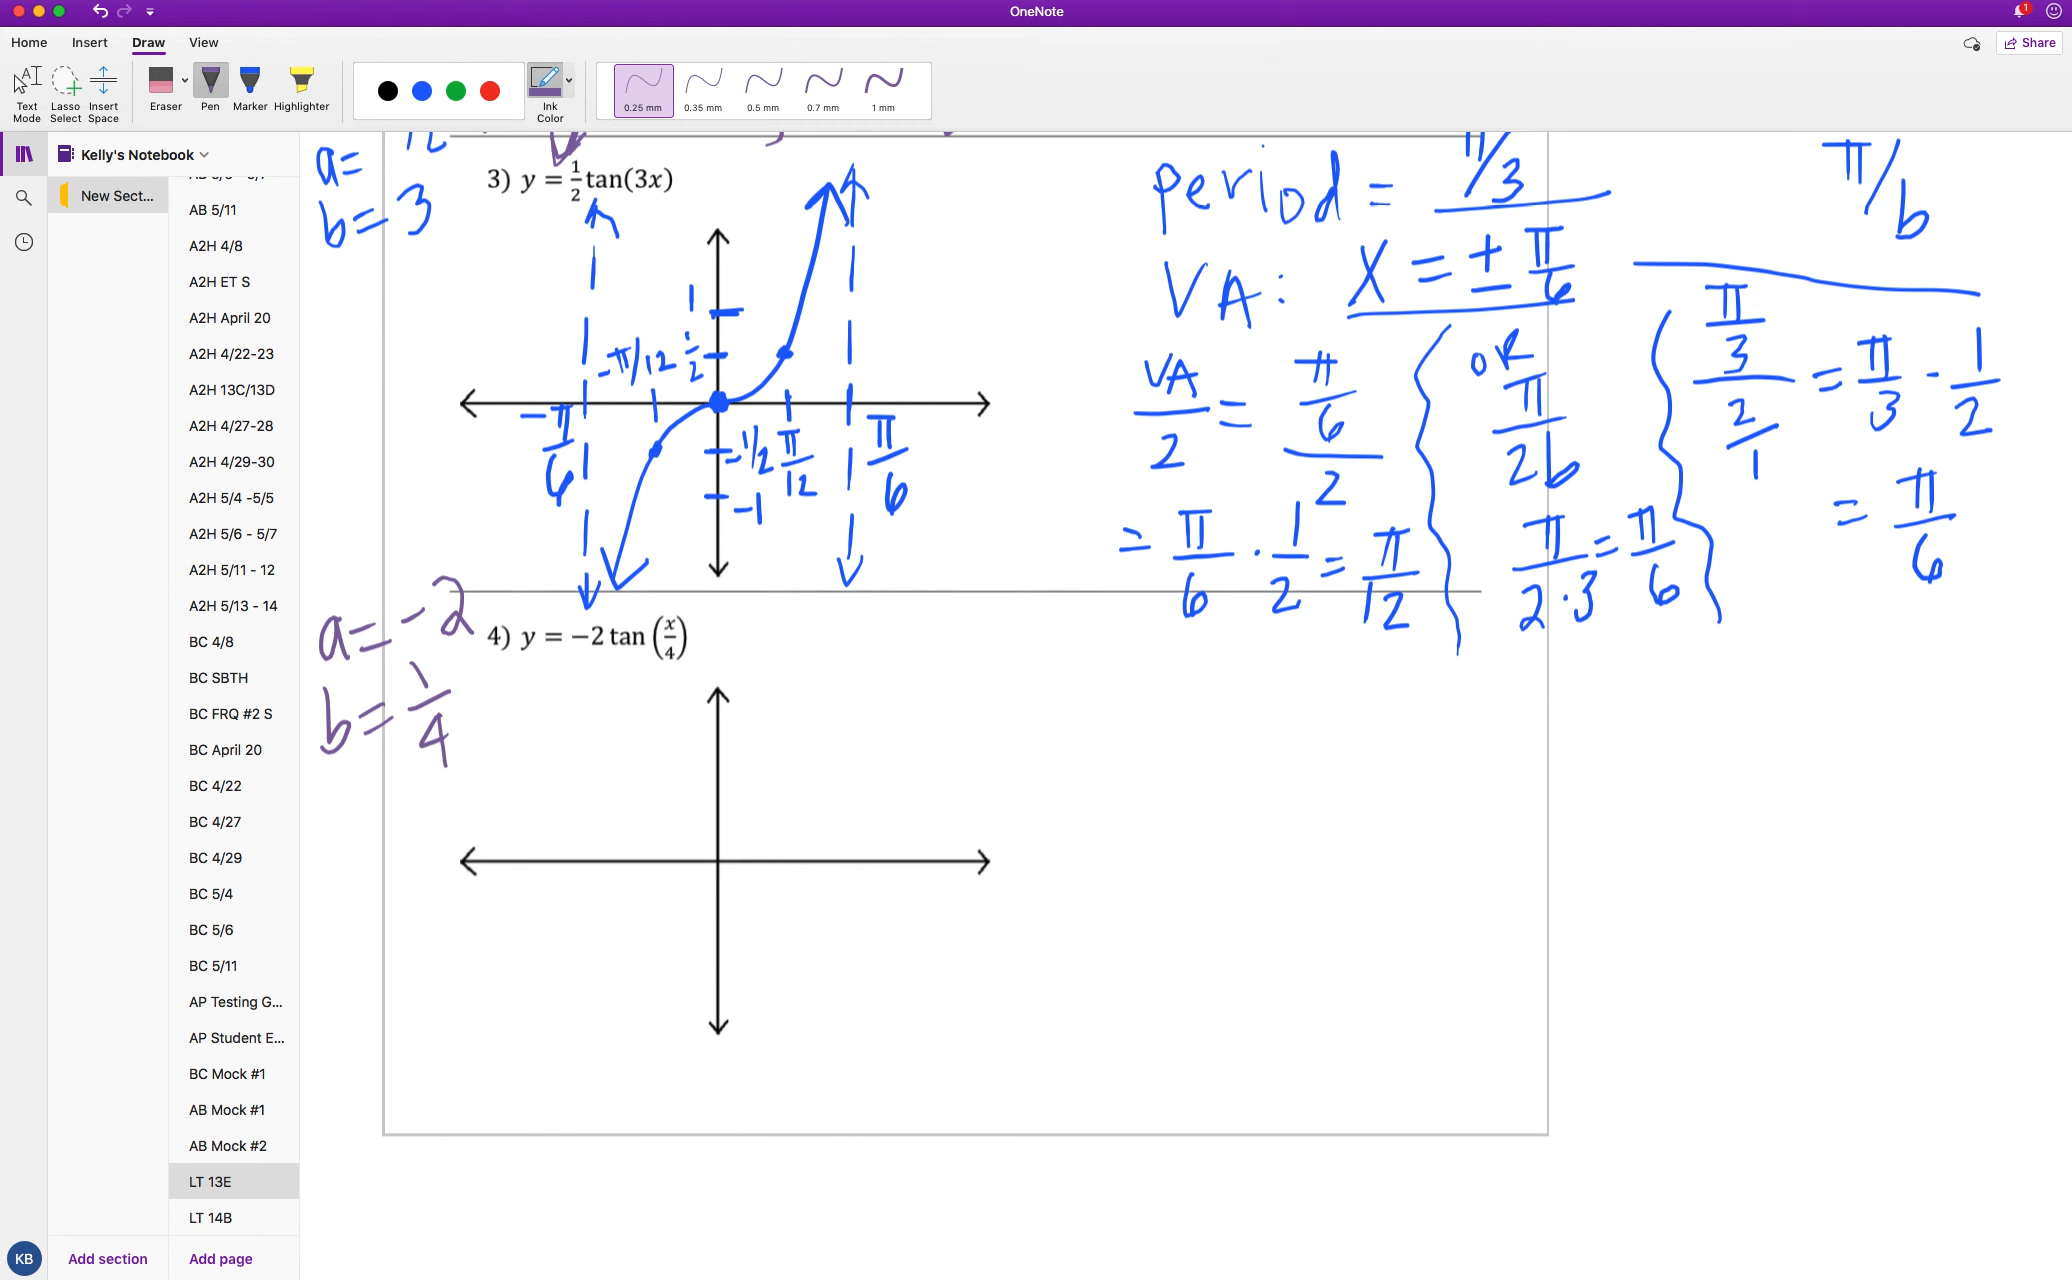 OneNote
1
Home Insert Draw View
Share
Text Mode
Lasso Select
Insert Space
Eraser
Pen
Marker
Highlighter
Ink Color
0.25 mm
0.35 mm
0.5 mm
0.7 mm
1 mm
Kelly's Notebook
New Sect...
AB 5/11
A2H 4/8
A2H ET S
A2H April 20
A2H 4/22-23
A2H 13C/13D
A2H 4/27-28
A2H 4/29-30
A2H 5/4 -5/5
A2H 5/6 - 5/7
A2H 5/11 - 12
A2H 5/13 - 14
BC 4/8
BC SBTH
BC FRQ #2 S
BC April 20
BC 4/22
BC 4/27
BC 4/29
BC 5/4
BC 5/6
BC 5/11
AP Testing G...
AP Student E...
BC Mock #1
AB Mock #1
AB Mock #2
LT 13E
LT 14B
KB
Add section
Add page
a=
b=3
3) y = 1/2 tan(3x)
1
1/2
-π/12
-π/6
-1/2
π/12
π/6
-1
Period = π/3
π/b
VA: X = ± π/6
VA/2 = π/6/2
= π/6 · 1/2 = π/12
OR
π/2b
π/2·3 = π/6
π/3/2/1 = π/3 · 1/2
= π/6
a=-2
b=1/4
4) y = −2 tan (x/4)